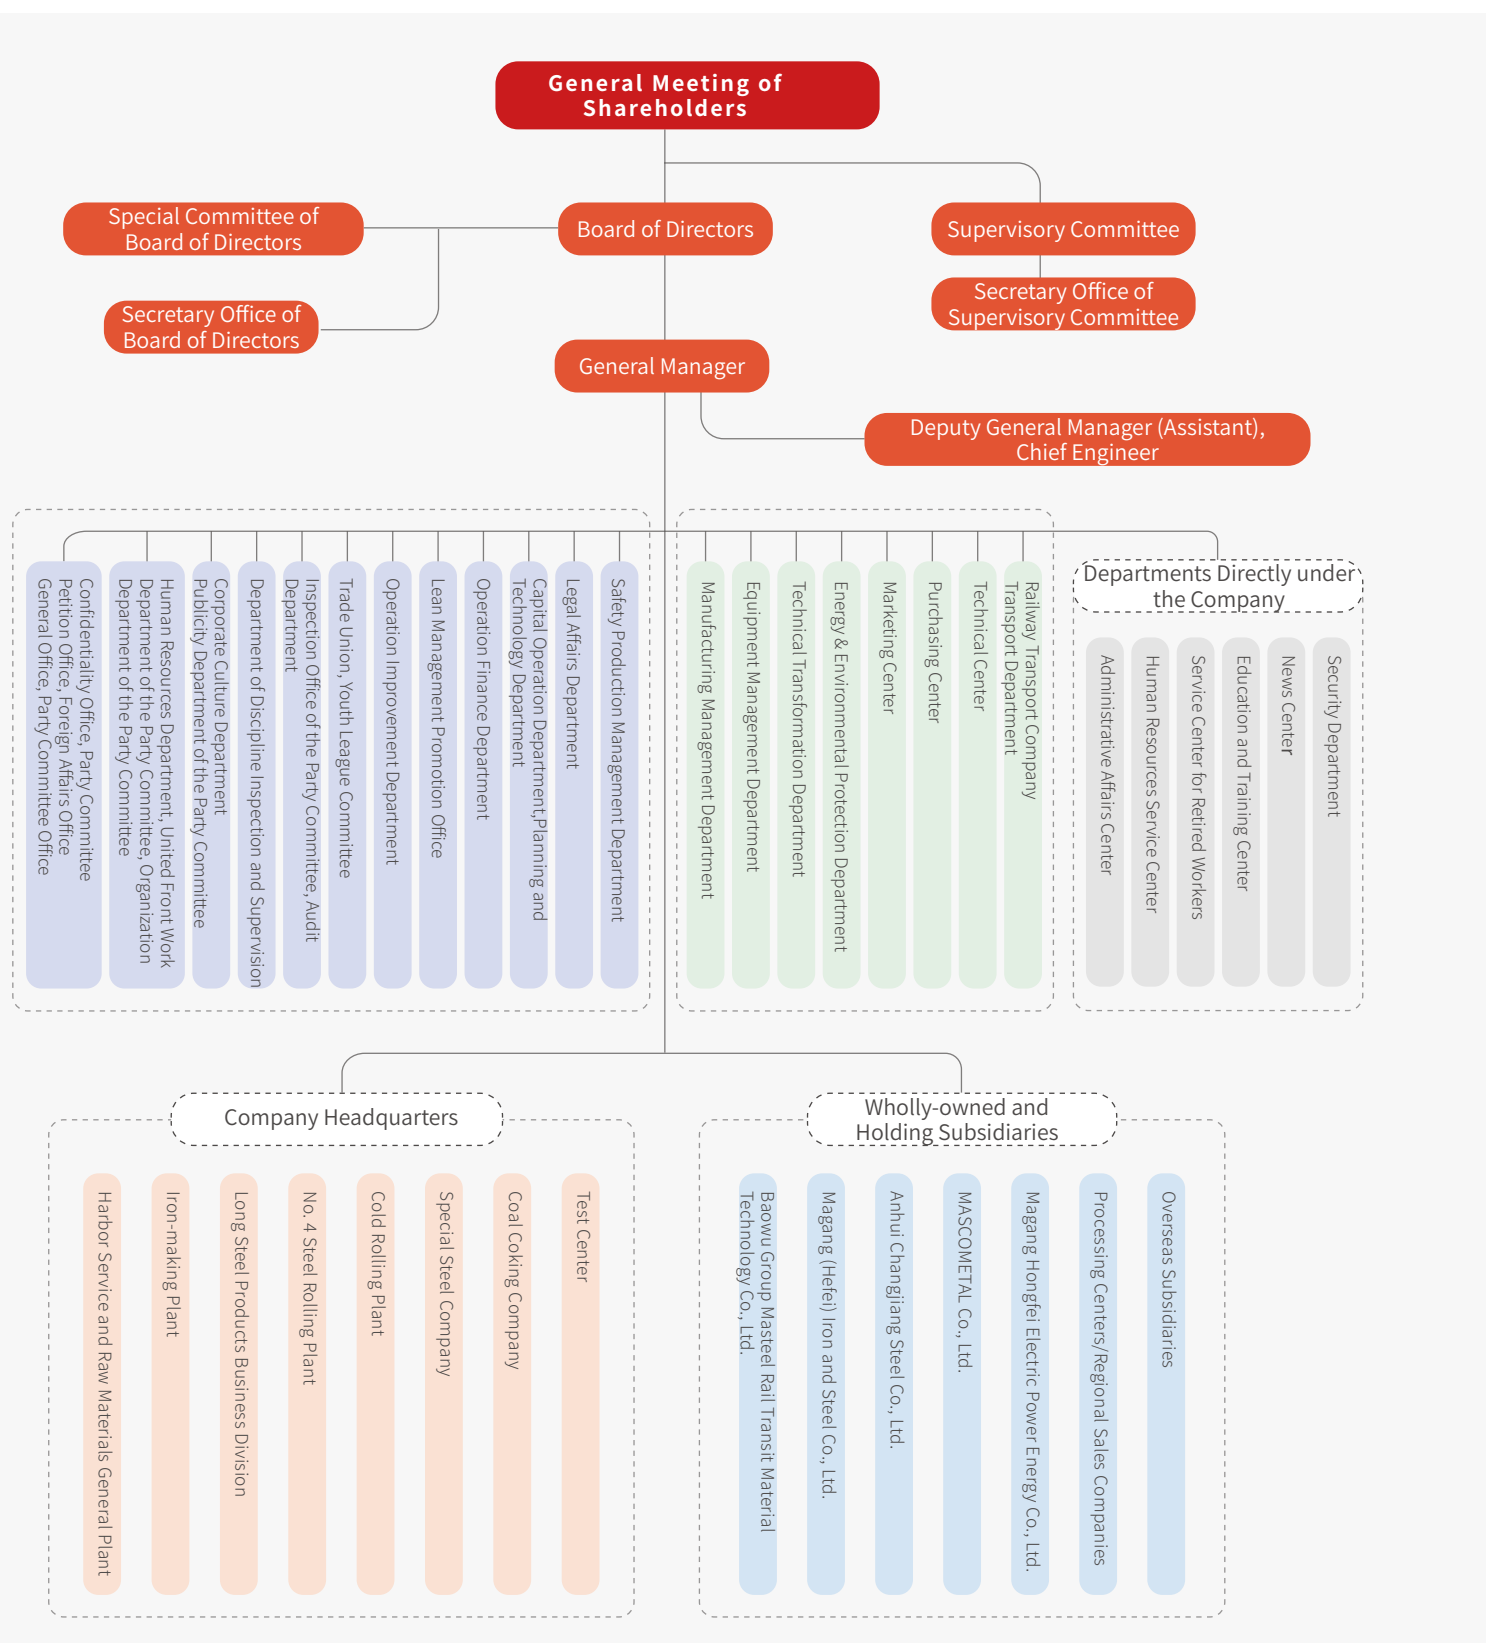 General Meeting of
Shareholders
Special Committee of
Board of Directors
Board of Directors
Supervisory Committee
Secretary Office of
Board of Directors
Secretary Office of
Supervisory Committee
General Manager
Deputy General Manager (Assistant),
Chief Engineer
Confidentiality Office, Party Committee
Petition Office, Foreign Affairs Office
General Office, Party Committee Office
Human Resources Department, United Front Work
Department of the Party Committee, Organization
Department of the Party Committee
Corporate Culture Department
Publicity Department of the Party Committee
Department of Discipline Inspection and Supervision
Inspection Office of the Party Committee, Audit
Department
Trade Union, Youth League Committee
Operation Improvement Department
Lean Management Promotion Office
Operation Finance Department
Capital Operation Department,Planning and
Technology Department
Legal Affairs Department
Safety Production Management Department
Manufacturing Management Department
Equipment Management Department
Technical Transformation Department
Energy & Environmental Protection Department
Marketing Center
Purchasing Center
Technical Center
Railway Transport Company
Transport Department
Departments Directly under
the Company
Administrative Affairs Center
Human Resources Service Center
Service Center for Retired Workers
Education and Training Center
News Center
Security Department
Company Headquarters
Harbor Service and Raw Materials General Plant
Iron-making Plant
Long Steel Products Business Division
No. 4 Steel Rolling Plant
Cold Rolling Plant
Special Steel Company
Coal Coking Company
Test Center
Wholly-owned and
Holding Subsidiaries
Baowu Group Masteel Rail Transit Material
Technology Co., Ltd.
Magang (Hefei) Iron and Steel Co., Ltd.
Anhui Changjiang Steel Co., Ltd.
MASCOMETAL Co., Ltd.
Magang Hongfei Electric Power Energy Co., Ltd.
Processing Centers/Regional Sales Companies
Overseas Subsidiaries